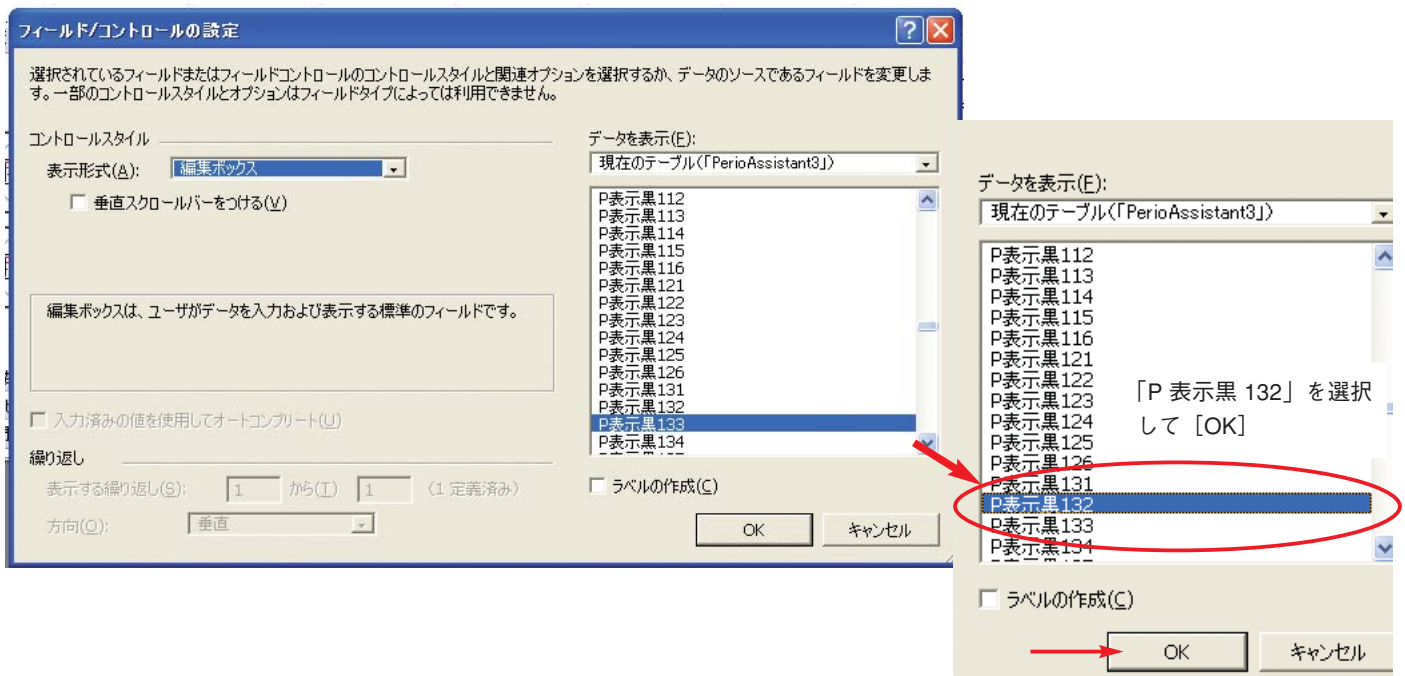 フィールド/コントロールの設定
選択されているフィールドまたはフィールドコントロールのコントロールスタイルと関連オプションを選択するか、データのソースであるフィールドを変更しま
す。一部のコントロールスタイルとオプションはフィールドタイプによっては利用できません。
コントロールスタイル
表示形式(A): 編集ボックス
垂直スクロールバーをつける(V)
編集ボックスは、ユーザがデータを入力および表示する標準のフィールドです。
入力済みの値を使用してオートコンプリート(U)
繰り返し
表示する繰り返し(S): 1 から(T) 1 (1 定義済み)
方向(O): 垂直
データを表示(F):
現在のテーブル(「PerioAssistant3」)
P表示黒112
P表示黒113
P表示黒114
P表示黒115
P表示黒116
P表示黒121
P表示黒122
P表示黒123
P表示黒124
P表示黒125
P表示黒126
P表示黒131
P表示黒132
P表示黒133
P表示黒134
ラベルの作成(C)
OK キャンセル
データを表示(F):
現在のテーブル(「PerioAssistant3」)
P表示黒112
P表示黒113
P表示黒114
P表示黒115
P表示黒116
P表示黒121
P表示黒122
P表示黒123
P表示黒124
P表示黒125
P表示黒126
P表示黒131
P表示黒132
P表示黒133
P表示黒134
「P 表示黒 132」を選択
して［OK］
ラベルの作成(C)
OK キャンセル